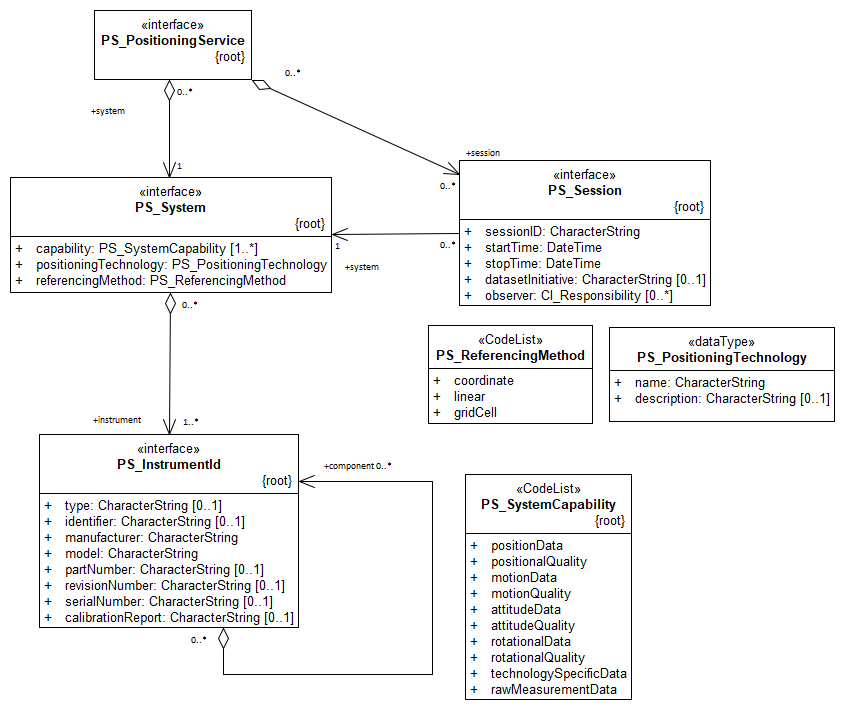 «interface»
PS_PositioningService
{root}
0..*
0..*
+system
1
+session
0..*
«interface»
PS_System
{root}
+ capability: PS_SystemCapability [1..*]
+ positioningTechnology: PS_PositioningTechnology
+ referencingMethod: PS_ReferencingMethod
«interface»
PS_Session
{root}
+ sessionID: CharacterString
+ startTime: DateTime
+ stopTime: DateTime
+ datasetInitiative: CharacterString [0..1]
+ observer: CI_Responsibility [0..*]
1
0..*
+system
0..*
+instrument
1..*
«CodeList»
PS_ReferencingMethod
+ coordinate
+ linear
+ gridCell
«dataType»
PS_PositioningTechnology
+ name: CharacterString
+ description: CharacterString [0..1]
«interface»
PS_InstrumentId
{root}
+ type: CharacterString [0..1]
+ identifier: CharacterString [0..1]
+ manufacturer: CharacterString
+ model: CharacterString
+ partNumber: CharacterString [0..1]
+ revisionNumber: CharacterString [0..1]
+ serialNumber: CharacterString [0..1]
+ calibrationReport: CharacterString [0..1]
+component 0..*
0..*
«CodeList»
PS_SystemCapability
{root}
+ positionData
+ positionalQuality
+ motionData
+ motionQuality
+ attitudeData
+ attitudeQuality
+ rotationalData
+ rotationalQuality
+ technologySpecificData
+ rawMeasurementData